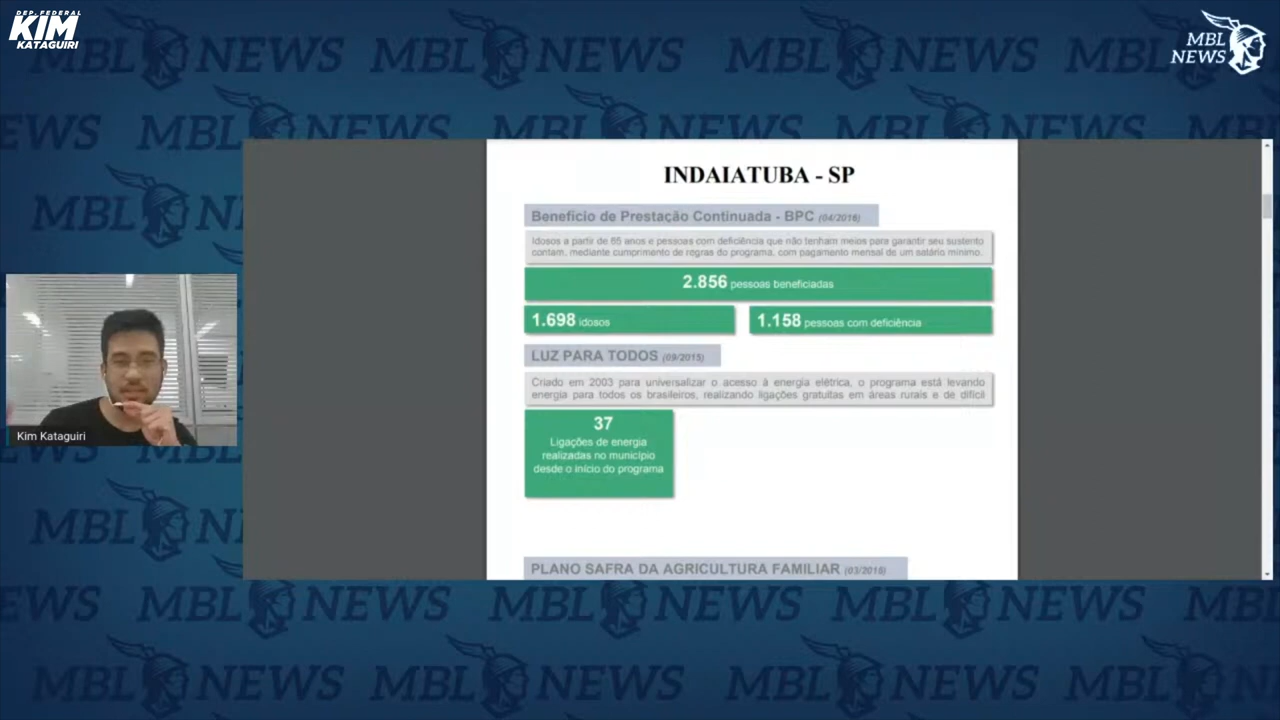 DEP. FEDERAL
KIM
KATAGUIRI
MBL
NEWS
MBL NEWS
INDAIATUBA - SP
Benefício de Prestação Continuada - BPC (04/2016)
Idosos a partir de 65 anos e pessoas com deficiência que não tenham meios para garantir seu sustento
contam, mediante cumprimento de regras do programa, com pagamento mensal de um salário mínimo.
2.856 pessoas beneficiadas
1.698 idosos
1.158 pessoas com deficiência
LUZ PARA TODOS (09/2015)
Criado em 2003 para universalizar o acesso à energia elétrica, o programa está levando
energia para todos os brasileiros, realizando ligações gratuitas em áreas rurais e de difícil
37
Ligações de energia
realizadas no município
desde o início do programa
PLANO SAFRA DA AGRICULTURA FAMILIAR (03/2016)
Kim Kataguiri